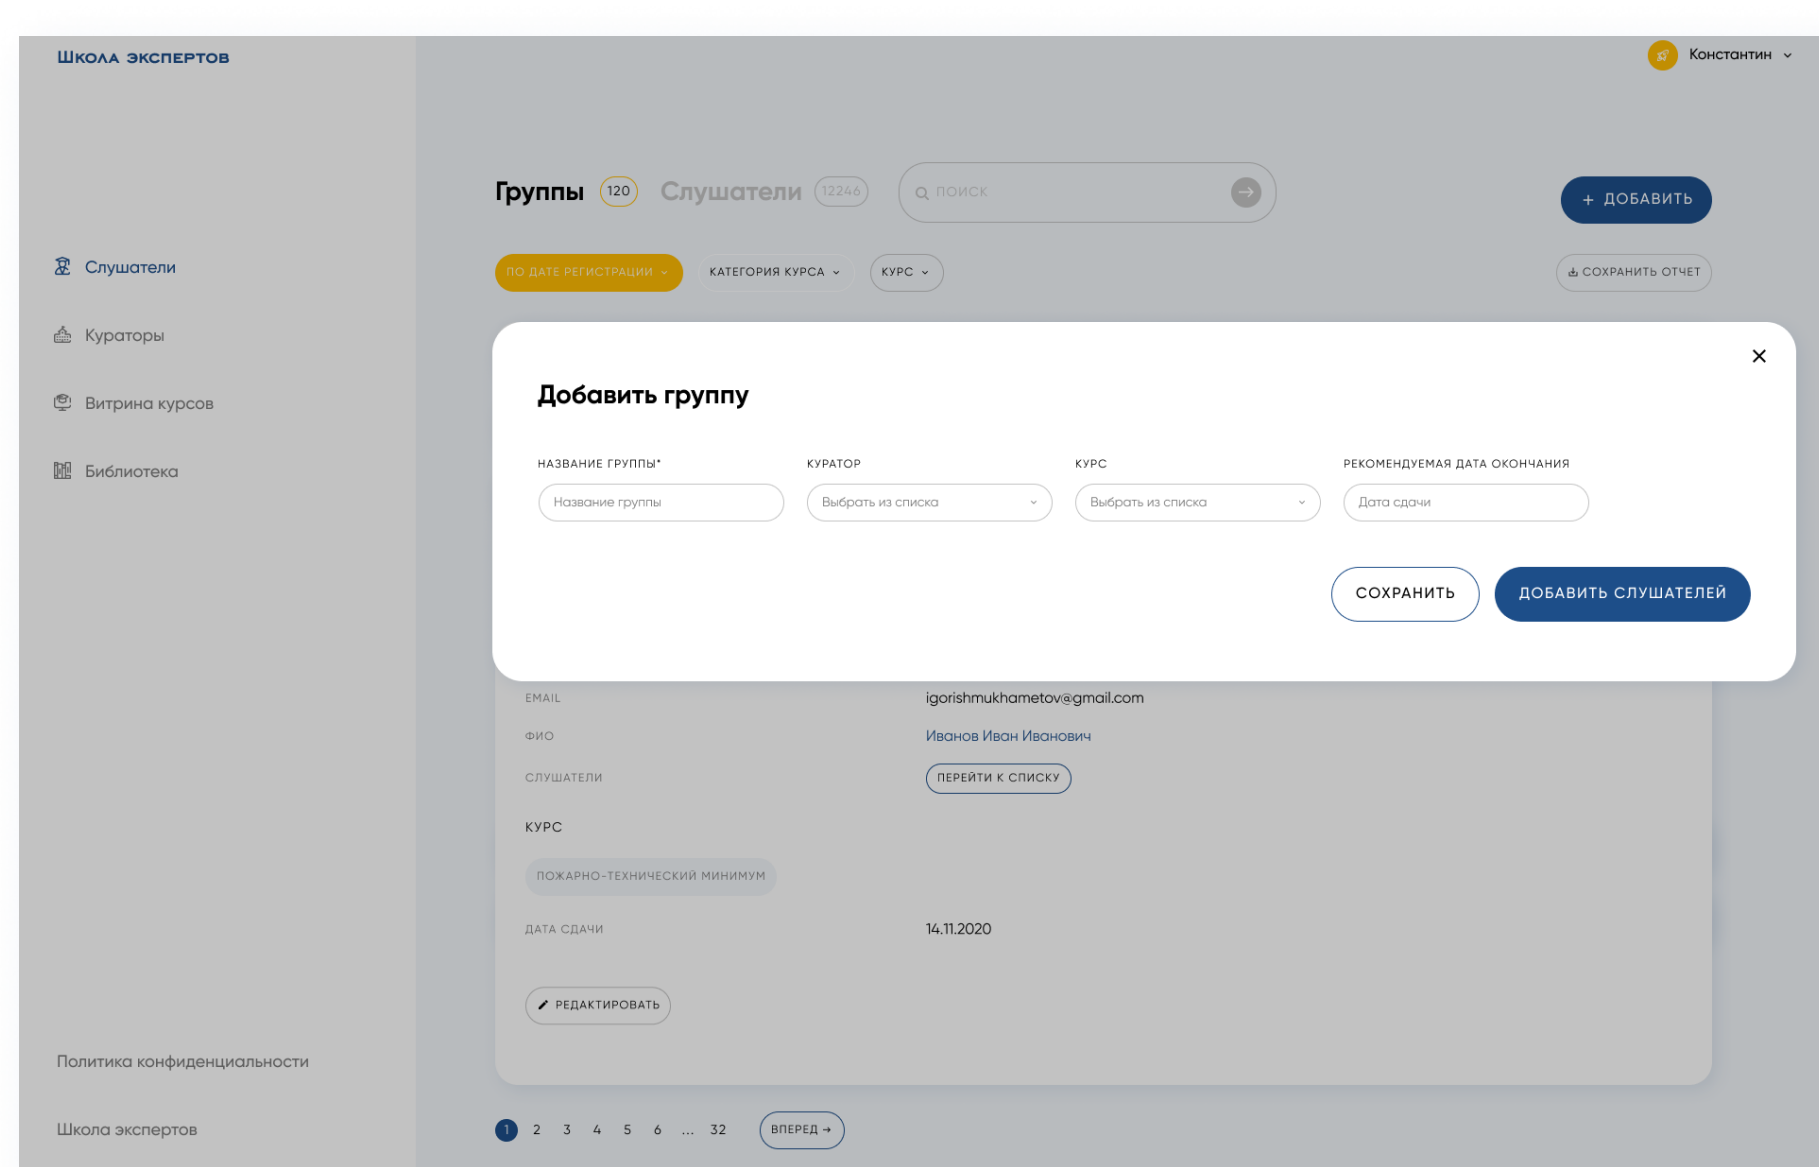 Школа экспертов
Константин
Группы 120 Слушатели 12246 ПОИСК
+ ДОБАВИТЬ
ПО ДАТЕ РЕГИСТРАЦИИ КАТЕГОРИЯ КУРСА КУРС
СОХРАНИТЬ ОТЧЕТ
Слушатели
Кураторы
Витрина курсов
Библиотека
Добавить группу
НАЗВАНИЕ ГРУППЫ* КУРАТОР КУРС РЕКОМЕНДУЕМАЯ ДАТА ОКОНЧАНИЯ
Название группы Выбрать из списка Выбрать из списка Дата сдачи
СОХРАНИТЬ ДОБАВИТЬ СЛУШАТЕЛЕЙ
EMAIL igorishmukhametov@gmail.com
ФИО Иванов Иван Иванович
СЛУШАТЕЛИ ПЕРЕЙТИ К СПИСКУ
КУРС
ПОЖАРНО-ТЕХНИЧЕСКИЙ МИНИМУМ
ДАТА СДАЧИ 14.11.2020
РЕДАКТИРОВАТЬ
Политика конфиденциальности
Школа экспертов
1 2 3 4 5 6 ... 32 ВПЕРЕД →